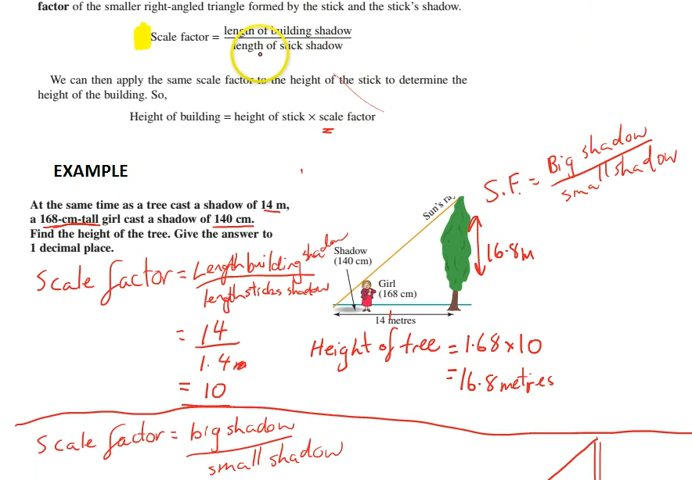 factor of the smaller right-angled triangle formed by the stick and the stick's shadow.
Scale factor = length of building shadow
length of stick shadow
We can then apply the same scale factor to the height of the stick to determine the
height of the building. So,
Height of building = height of stick × scale factor
EXAMPLE
At the same time as a tree cast a shadow of 14 m,
a 168-cm-tall girl cast a shadow of 140 cm.
Find the height of the tree. Give the answer to
1 decimal place.
Scale factor = Length building shadow
length sticks shadow
= 14
1.4m
= 10
Scale factor = big shadow
small shadow
S.F. = Big shadow
small shadow
Sun's ra
16.8m
Shadow
(140 cm)
Girl
(168 cm)
14 metres
Height of tree = 1.68 x 10
= 16.8 metres